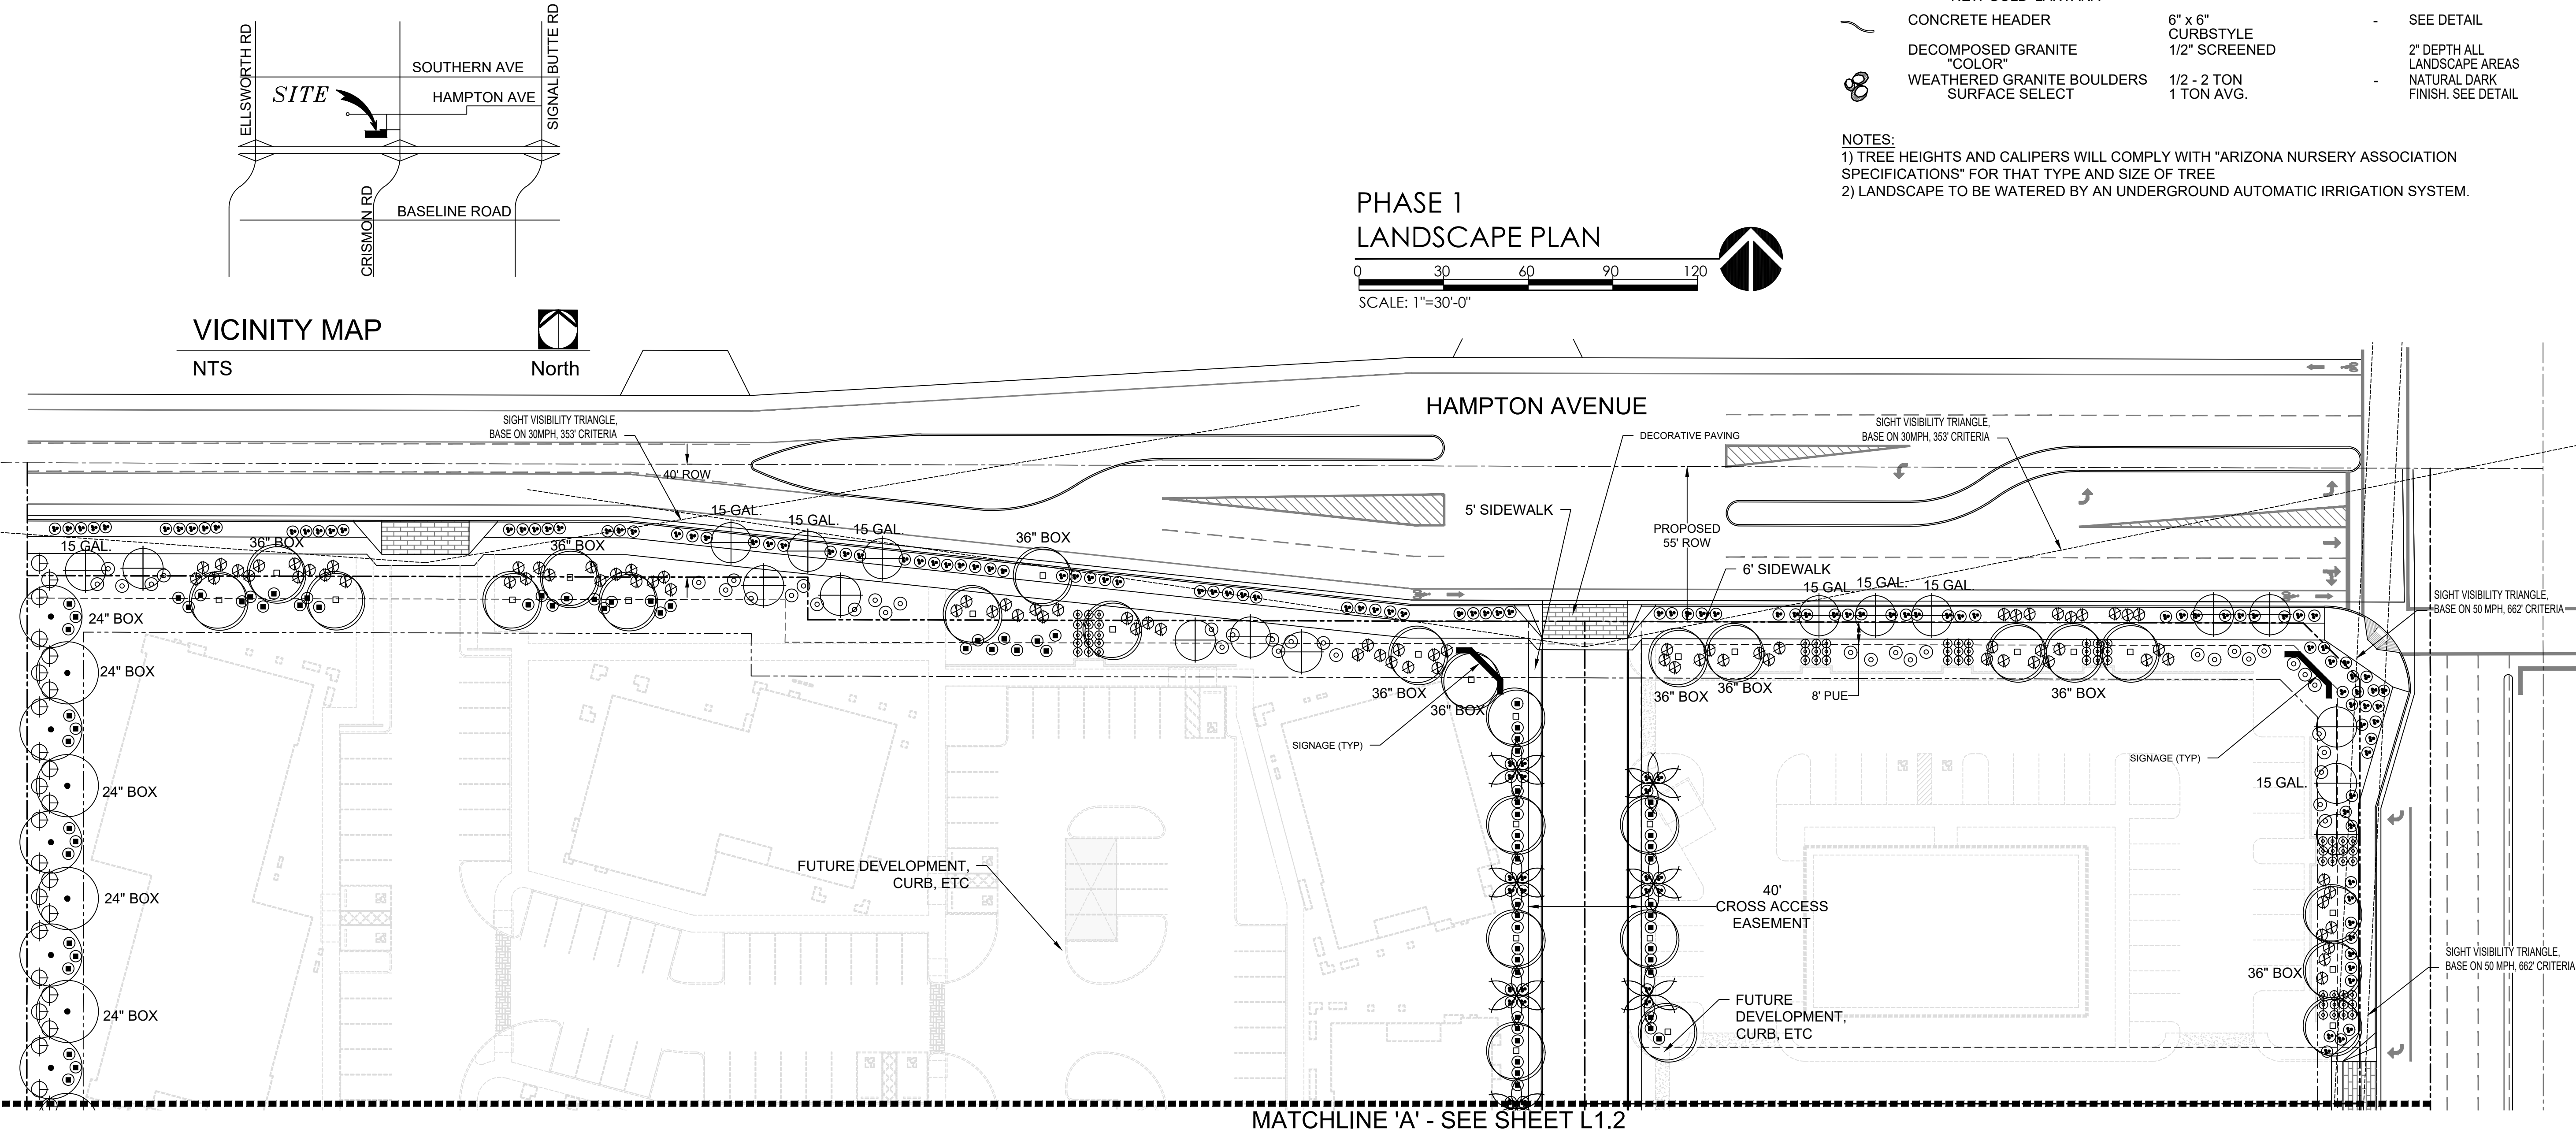 CONCRETE HEADER 6" x 6" - SEE DETAIL
CURBSTYLE
DECOMPOSED GRANITE 1/2" SCREENED 2" DEPTH ALL
"COLOR" LANDSCAPE AREAS
WEATHERED GRANITE BOULDERS 1/2 - 2 TON - NATURAL DARK
SURFACE SELECT 1 TON AVG. FINISH. SEE DETAIL
NOTES:
1) TREE HEIGHTS AND CALIPERS WILL COMPLY WITH "ARIZONA NURSERY ASSOCIATION
SPECIFICATIONS" FOR THAT TYPE AND SIZE OF TREE
2) LANDSCAPE TO BE WATERED BY AN UNDERGROUND AUTOMATIC IRRIGATION SYSTEM.
ELLSWORTH RD
SIGNAL BUTTE RD
SOUTHERN AVE
SITE
HAMPTON AVE
CRISMON RD
BASELINE ROAD
VICINITY MAP
NTS
North
PHASE 1
LANDSCAPE PLAN
0 30 60 90 120
SCALE: 1"=30'-0"
HAMPTON AVENUE
SIGHT VISIBILITY TRIANGLE,
BASE ON 30MPH, 353' CRITERIA
40' ROW
DECORATIVE PAVING
SIGHT VISIBILITY TRIANGLE,
BASE ON 30MPH, 353' CRITERIA
5' SIDEWALK
PROPOSED
55' ROW
6' SIDEWALK
15 GAL.
15 GAL.
15 GAL.
15 GAL.
36" BOX
36" BOX
36" BOX
15 GAL.
15 GAL.
15 GAL.
SIGHT VISIBILITY TRIANGLE,
BASE ON 50 MPH, 662' CRITERIA
24" BOX
24" BOX
24" BOX
24" BOX
24" BOX
36" BOX
36" BOX
36" BOX
36" BOX
8' PUE
36" BOX
SIGNAGE (TYP)
SIGNAGE (TYP)
15 GAL.
FUTURE DEVELOPMENT,
CURB, ETC
40'
CROSS ACCESS
EASEMENT
36" BOX
SIGHT VISIBILITY TRIANGLE,
BASE ON 50 MPH, 662' CRITERIA
FUTURE
DEVELOPMENT,
CURB, ETC
MATCHLINE 'A' - SEE SHEET L1.2